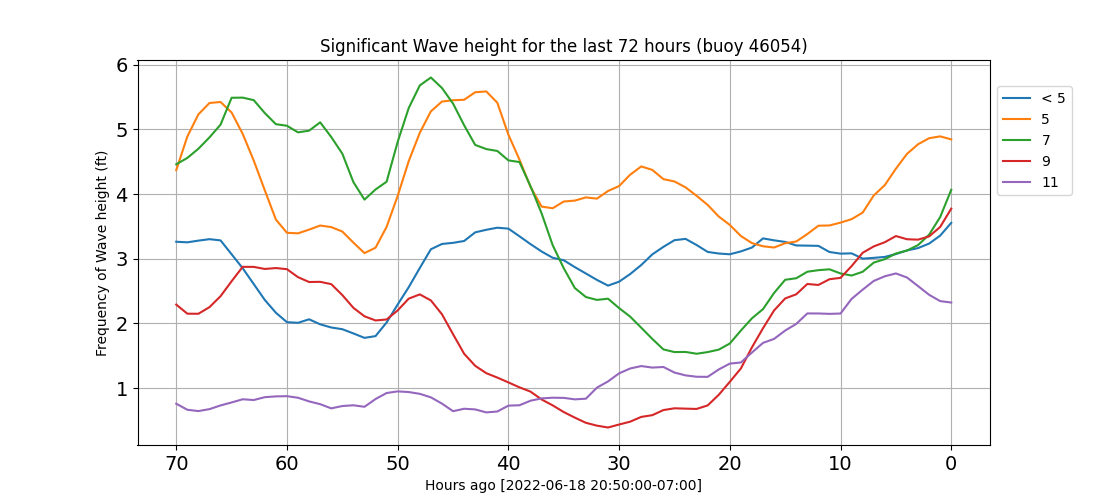 Significant Wave height for the last 72 hours (buoy 46054)
6
5
4
3
2
1
Frequency of Wave height (ft)
70 60 50 40 30 20 10 0
Hours ago [2022-06-18 20:50:00-07:00]
< 5
5
7
9
11